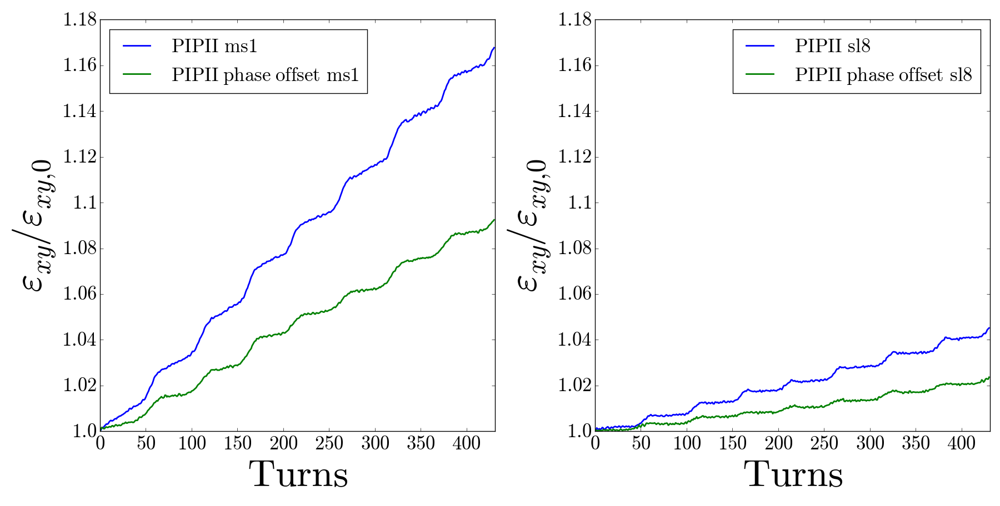 1.18
1.16
1.14
1.12
1.1
1.08
1.06
1.04
1.02
1.0
0 50 100 150 200 250 300 350 400
Turns
εxy/εxy,0
PIPII ms1
PIPII phase offset ms1
1.18
1.16
1.14
1.12
1.1
1.08
1.06
1.04
1.02
1.0
0 50 100 150 200 250 300 350 400
Turns
εxy/εxy,0
PIPII sl8
PIPII phase offset sl8